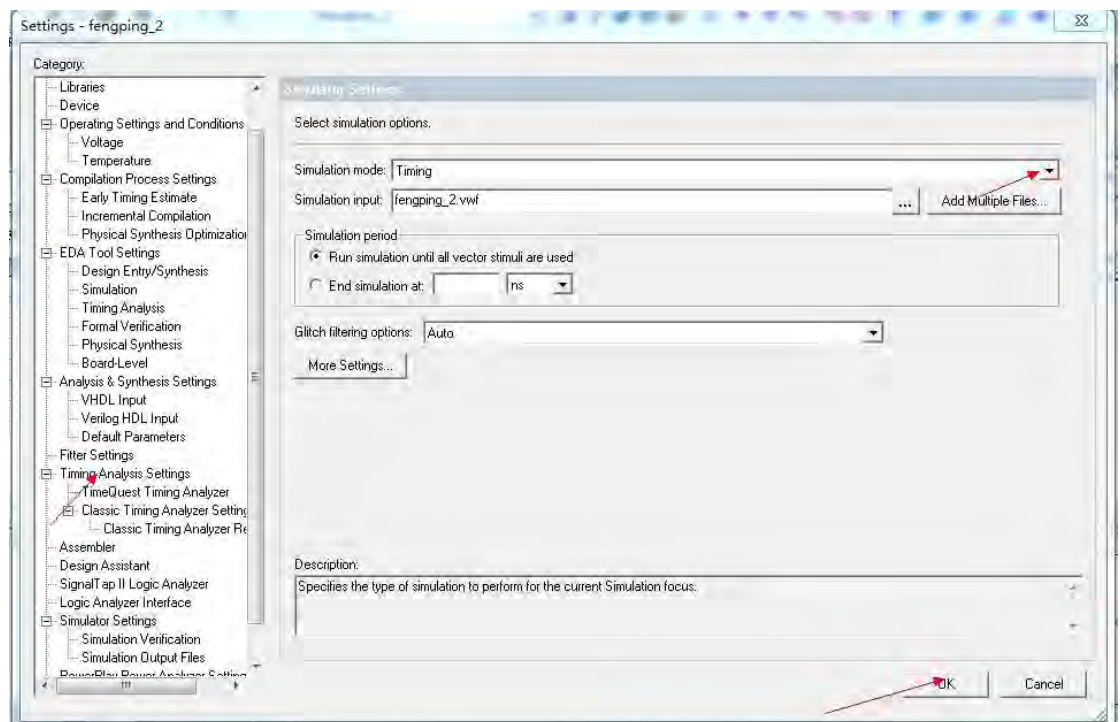 Settings - fengping_2
Category:
Libraries
Device
Operating Settings and Conditions
Voltage
Temperature
Compilation Process Settings
Early Timing Estimate
Incremental Compilation
Physical Synthesis Optimization
EDA Tool Settings
Design Entry/Synthesis
Simulation
Timing Analysis
Formal Verification
Physical Synthesis
Board-Level
Analysis & Synthesis Settings
VHDL Input
Verilog HDL Input
Default Parameters
Fitter Settings
Timing Analysis Settings
TimeQuest Timing Analyzer
Classic Timing Analyzer Setting
Classic Timing Analyzer Re
Assembler
Design Assistant
SignalTap II Logic Analyzer
Logic Analyzer Interface
Simulator Settings
Simulation Verification
Simulation Output Files
PowerPlay Power Analyzer Setting
Simulator Settings
Select simulation options.
Simulation mode: Timing
Simulation input: fengping_2.vwf ... Add Multiple Files...
Simulation period
Run simulation until all vector stimuli are used
End simulation at: ns
Glitch filtering options: Auto
More Settings...
Description:
Specifies the type of simulation to perform for the current Simulation focus.
OK Cancel